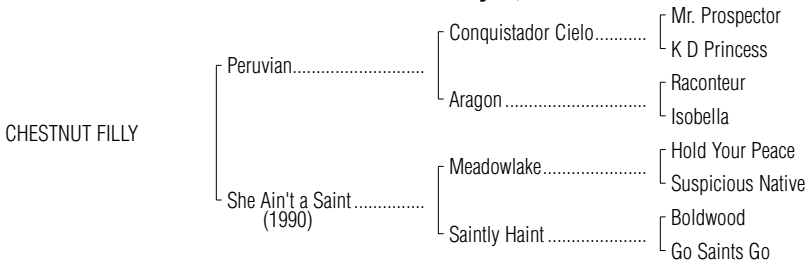 Mr. Prospector
Conquistador Cielo...........
K D Princess
Peruvian............................
Raconteur
Aragon ..............................
Isobella
CHESTNUT FILLY
Hold Your Peace
Meadowlake......................
Suspicious Native
She Ain't a Saint ...............
(1990)
Boldwood
Saintly Haint .....................
Go Saints Go